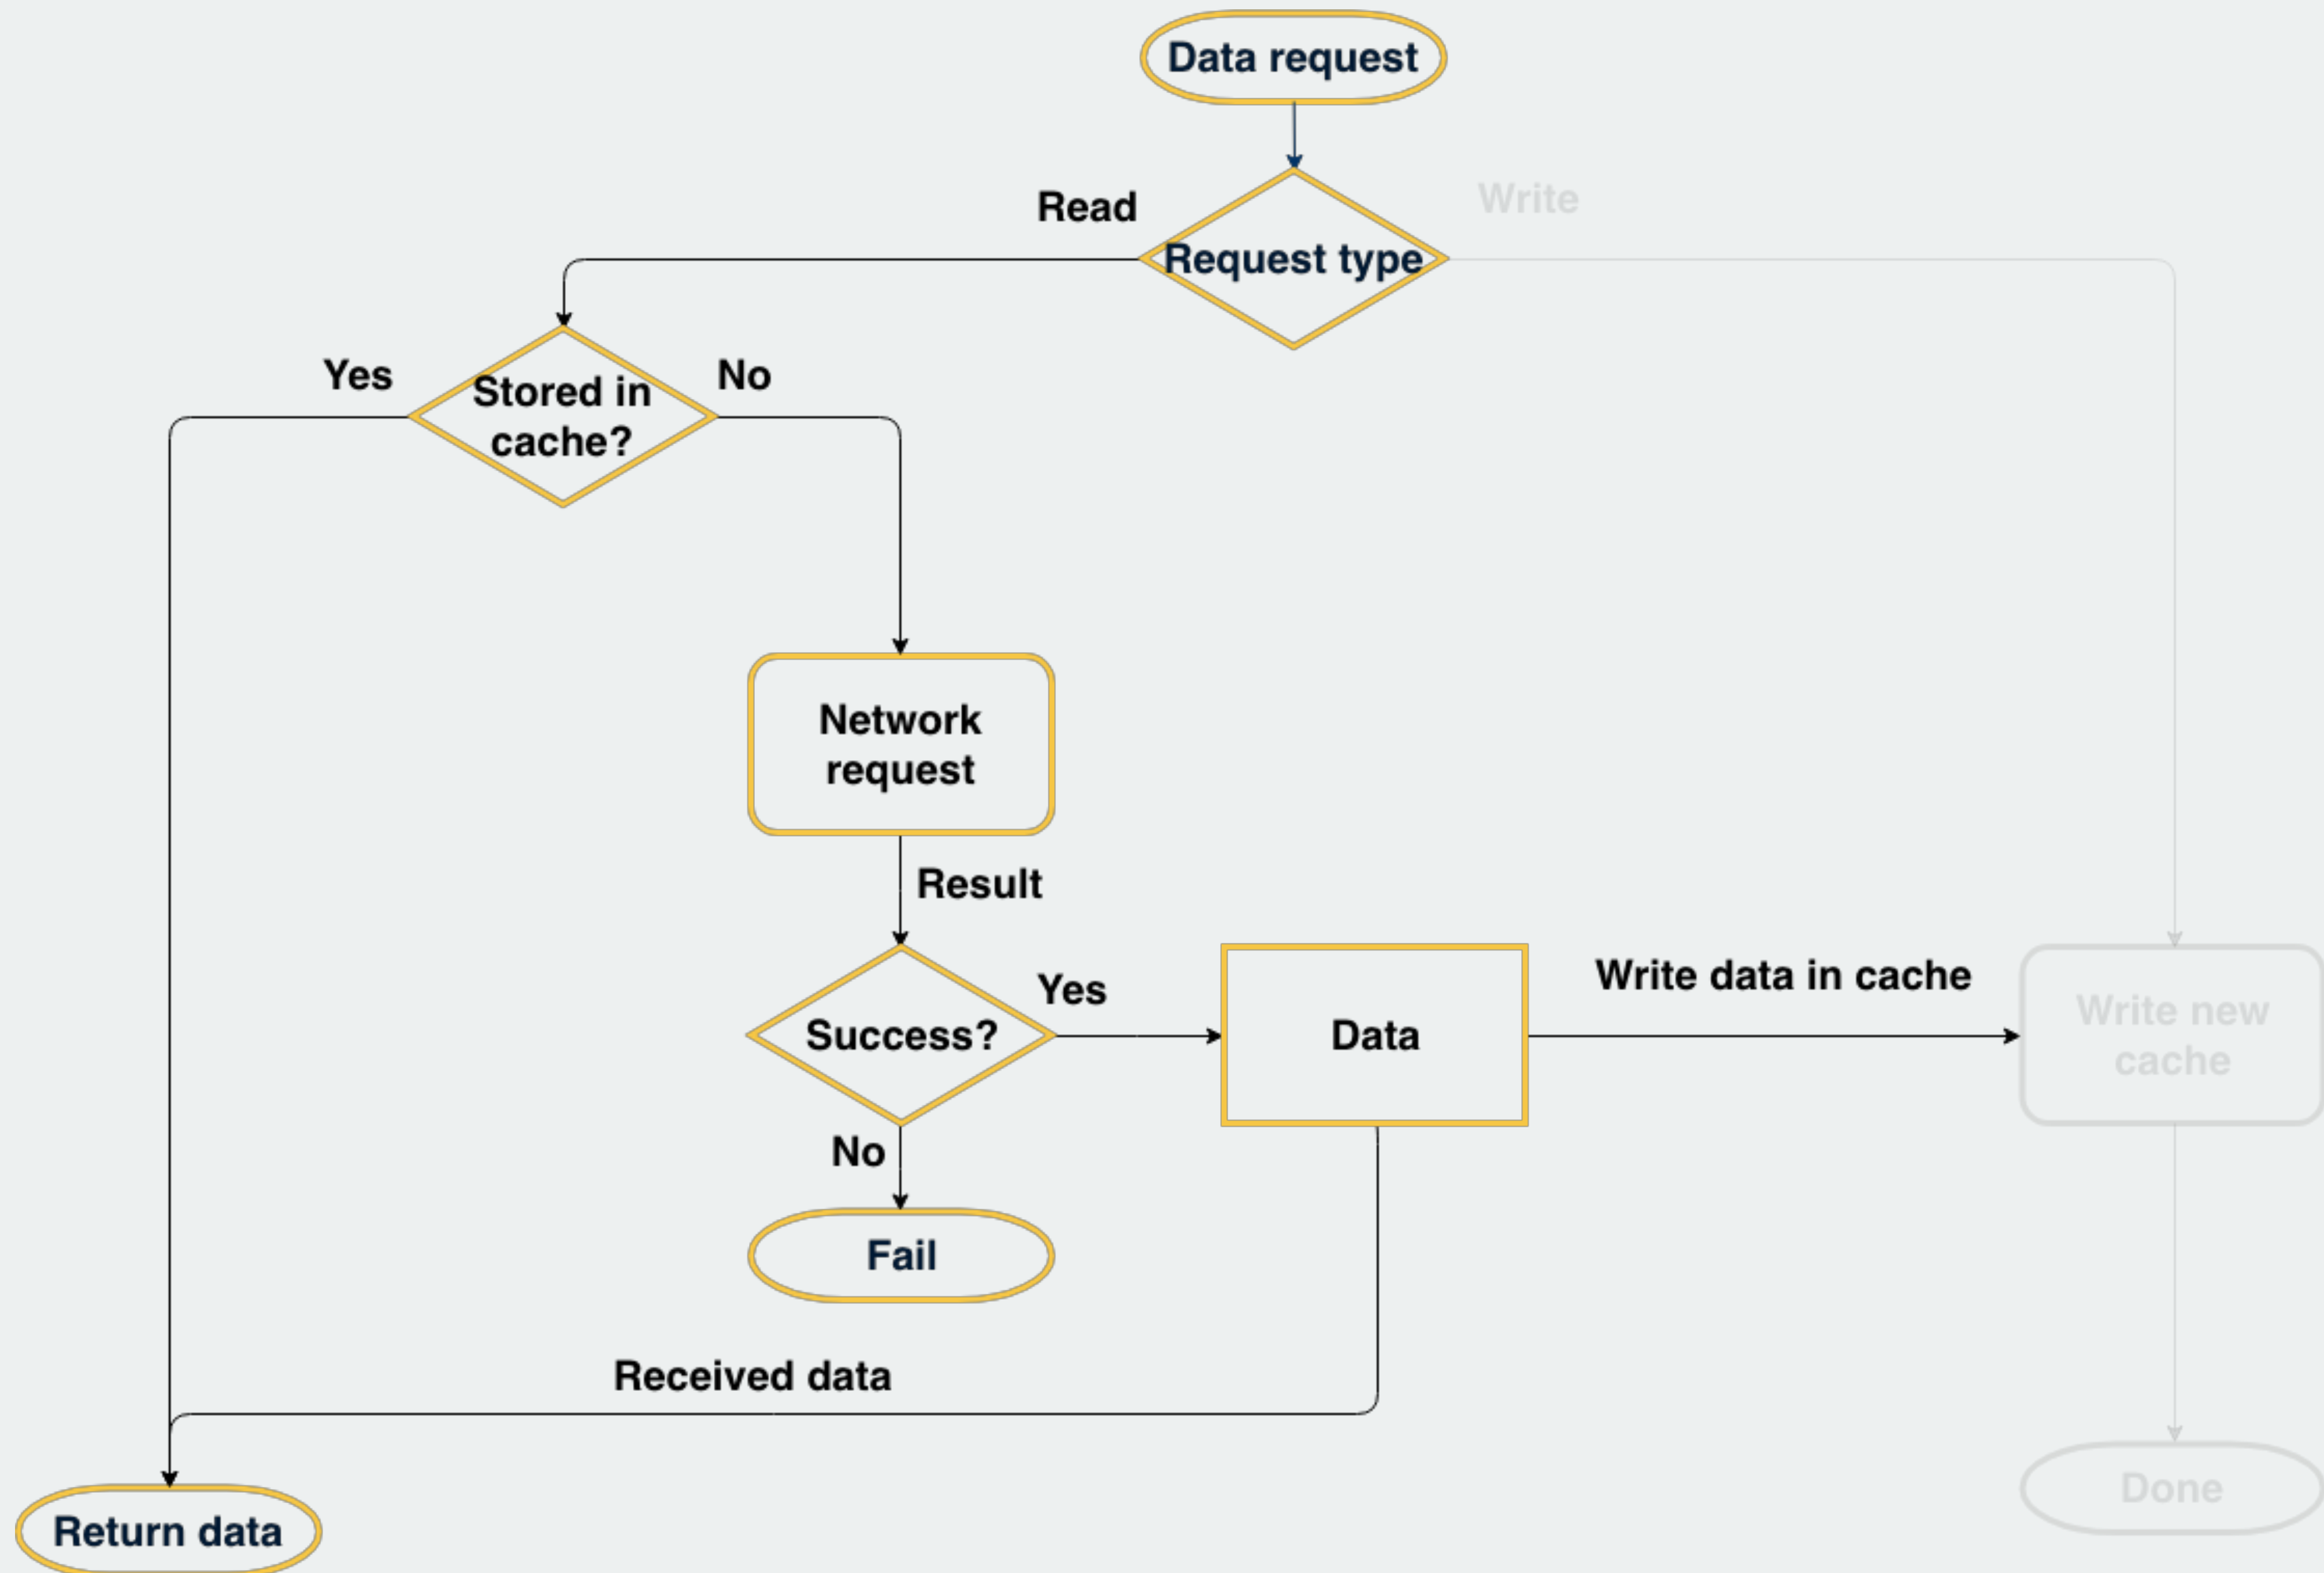 Data request
Write
Read
Request type
Yes
No
Stored in
cache?
Network
request
Result
Yes
Write data in cache
Success?
Data
Write new
cache
No
Fail
Received data
Done
Return data